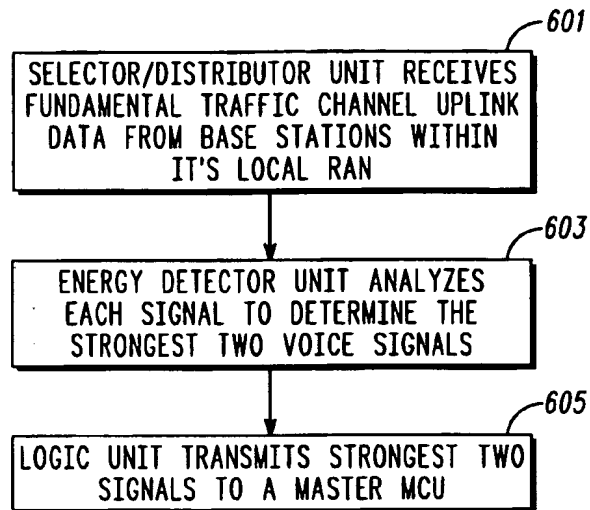 601
SELECTOR/DISTRIBUTOR UNIT RECEIVES
FUNDAMENTAL TRAFFIC CHANNEL UPLINK
DATA FROM BASE STATIONS WITHIN
IT'S LOCAL RAN
603
ENERGY DETECTOR UNIT ANALYZES
EACH SIGNAL TO DETERMINE THE
STRONGEST TWO VOICE SIGNALS
605
LOGIC UNIT TRANSMITS STRONGEST TWO
SIGNALS TO A MASTER MCU